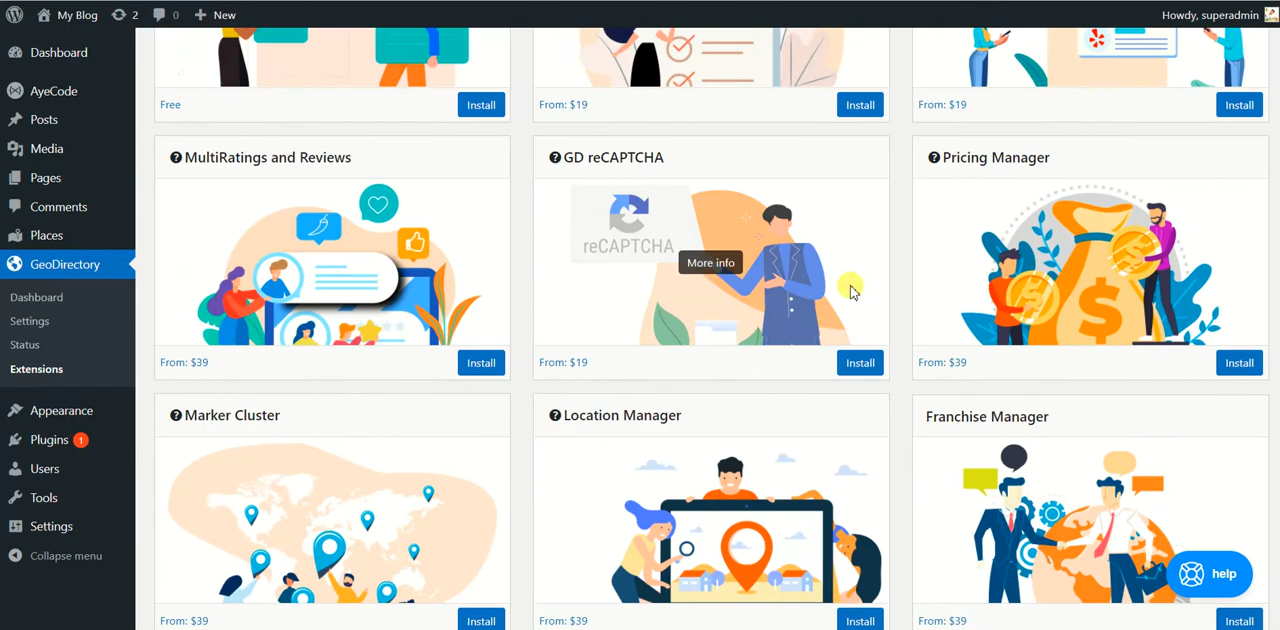 My Blog
2
0
New
Howdy, superadmin
Dashboard
AyeCode
Posts
Media
Pages
Comments
Places
GeoDirectory
Dashboard
Settings
Status
Extensions
Appearance
Plugins 1
Users
Tools
Settings
Collapse menu
Free
Install
From: $19
Install
From: $19
Install
MultiRatings and Reviews
From: $39
Install
GD reCAPTCHA
reCAPTCHA
More info
From: $19
Install
Pricing Manager
$
From: $39
Install
Marker Cluster
From: $39
Install
Location Manager
From: $39
Install
Franchise Manager
From: $39
Install
help